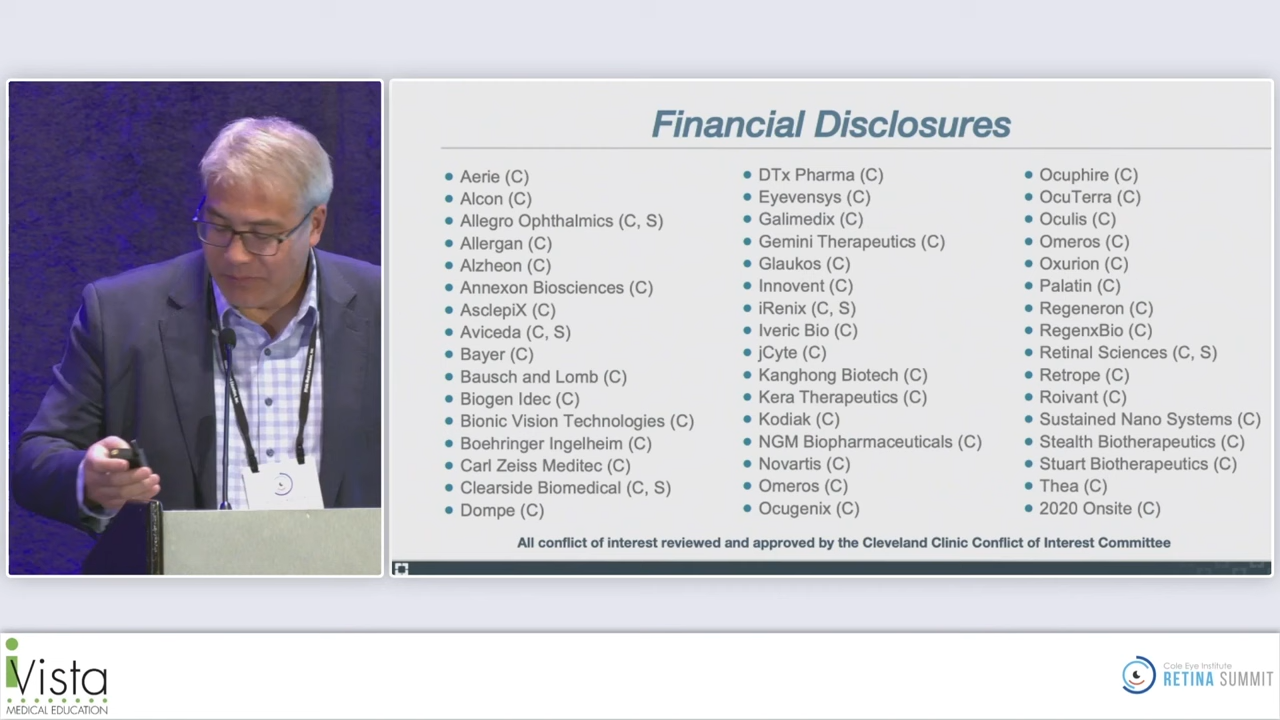 Financial Disclosures
Aerie (C)
Alcon (C)
Allegro Ophthalmics (C, S)
Allergan (C)
Alzheon (C)
Annexon Biosciences (C)
AsclepiX (C)
Aviceda (C, S)
Bayer (C)
Bausch and Lomb (C)
Biogen Idec (C)
Bionic Vision Technologies (C)
Boehringer Ingelheim (C)
Carl Zeiss Meditec (C)
Clearside Biomedical (C, S)
Dompe (C)
DTx Pharma (C)
Eyevensys (C)
Galimedix (C)
Gemini Therapeutics (C)
Glaukos (C)
Innovent (C)
iRenix (C, S)
Iveric Bio (C)
jCyte (C)
Kanghong Biotech (C)
Kera Therapeutics (C)
Kodiak (C)
NGM Biopharmaceuticals (C)
Novartis (C)
Omeros (C)
Ocugenix (C)
Ocuphire (C)
OcuTerra (C)
Oculis (C)
Omeros (C)
Oxurion (C)
Palatin (C)
Regeneron (C)
RegenxBio (C)
Retinal Sciences (C, S)
Retrope (C)
Roivant (C)
Sustained Nano Systems (C)
Stealth Biotherapeutics (C)
Stuart Biotherapeutics (C)
Thea (C)
2020 Onsite (C)
All conflict of interest reviewed and approved by the Cleveland Clinic Conflict of Interest Committee
iVista
MEDICAL EDUCATION
Cole Eye Institute
RETINA SUMMIT